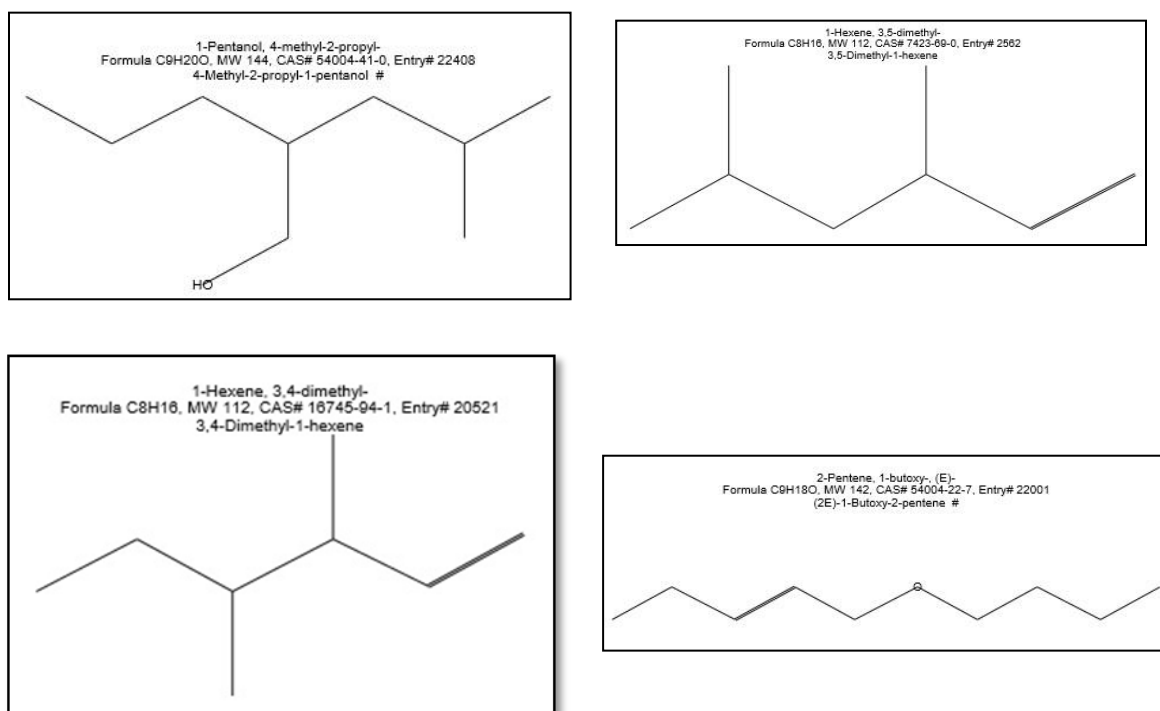 1-Pentanol, 4-methyl-2-propyl-
Formula C9H20O, MW 144, CAS# 54004-41-0, Entry# 22408
4-Methyl-2-propyl-1-pentanol #
HO
1-Hexene, 3,5-dimethyl-
Formula C8H16, MW 112, CAS# 7423-69-0, Entry# 2562
3,5-Dimethyl-1-hexene
1-Hexene, 3,4-dimethyl-
Formula C8H16, MW 112, CAS# 16745-94-1, Entry# 20521
3,4-Dimethyl-1-hexene
2-Pentene, 1-butoxy-, (E)-
Formula C9H18O, MW 142, CAS# 54004-22-7, Entry# 22001
(2E)-1-Butoxy-2-pentene #
O